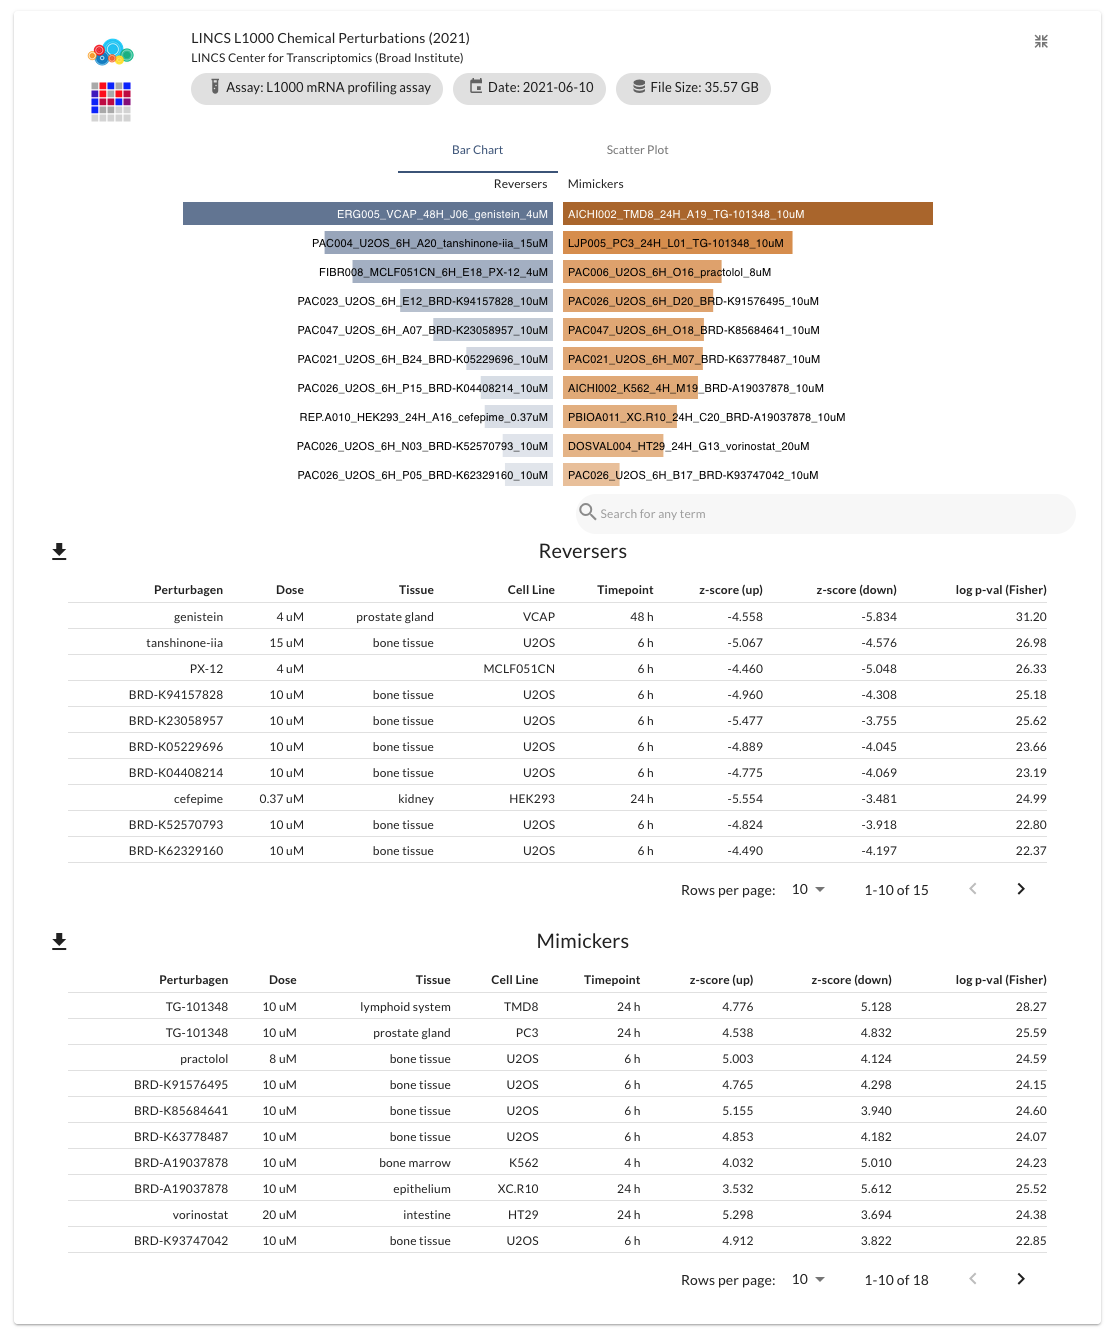 LINCS L1000 Chemical Perturbations (2021)
LINCS Center for Transcriptomics (Broad Institute)
Assay: L1000 mRNA profiling assay Date: 2021-06-10 File Size: 35.57 GB
Bar Chart Scatter Plot
Reversers Mimickers
ERG005_VCAP_48H_J06_genistein_4uM AICHI002_TMD8_24H_A19_TG-101348_10uM
PAC004_U2OS_6H_A20_tanshinone-iia_15uM LJP005_PC3_24H_L01_TG-101348_10uM
FIBR008_MCLF051CN_6H_E18_PX-12_4uM PAC006_U2OS_6H_O16_practolol_8uM
PAC023_U2OS_6H_E12_BRD-K94157828_10uM PAC026_U2OS_6H_D20_BRD-K91576495_10uM
PAC047_U2OS_6H_A07_BRD-K23058957_10uM PAC047_U2OS_6H_O18_BRD-K85684641_10uM
PAC021_U2OS_6H_B24_BRD-K05229696_10uM PAC021_U2OS_6H_M07_BRD-K63778487_10uM
PAC026_U2OS_6H_P15_BRD-K04408214_10uM AICHI002_K562_4H_M19_BRD-A19037878_10uM
REP.A010_HEK293_24H_A16_cefepime_0.37uM PBIOA011_XC.R10_24H_C20_BRD-A19037878_10uM
PAC026_U2OS_6H_N03_BRD-K52570793_10uM DOSVAL004_HT29_24H_G13_vorinostat_20uM
PAC026_U2OS_6H_P05_BRD-K62329160_10uM PAC026_U2OS_6H_B17_BRD-K93747042_10uM
Search for any term
Reversers
Perturbagen Dose Tissue Cell Line Timepoint z-score (up) z-score (down) log p-val (Fisher)
genistein 4 uM prostate gland VCAP 48 h -4.558 -5.834 31.20
tanshinone-iia 15 uM bone tissue U2OS 6 h -5.067 -4.576 26.98
PX-12 4 uM MCLF051CN 6 h -4.460 -5.048 26.33
BRD-K94157828 10 uM bone tissue U2OS 6 h -4.960 -4.308 25.18
BRD-K23058957 10 uM bone tissue U2OS 6 h -5.477 -3.755 25.62
BRD-K05229696 10 uM bone tissue U2OS 6 h -4.889 -4.045 23.66
BRD-K04408214 10 uM bone tissue U2OS 6 h -4.775 -4.069 23.19
cefepime 0.37 uM kidney HEK293 24 h -5.554 -3.481 24.99
BRD-K52570793 10 uM bone tissue U2OS 6 h -4.824 -3.918 22.80
BRD-K62329160 10 uM bone tissue U2OS 6 h -4.490 -4.197 22.37
Rows per page: 10 1-10 of 15
Mimickers
Perturbagen Dose Tissue Cell Line Timepoint z-score (up) z-score (down) log p-val (Fisher)
TG-101348 10 uM lymphoid system TMD8 24 h 4.776 5.128 28.27
TG-101348 10 uM prostate gland PC3 24 h 4.538 4.832 25.59
practolol 8 uM bone tissue U2OS 6 h 5.003 4.124 24.59
BRD-K91576495 10 uM bone tissue U2OS 6 h 4.765 4.298 24.15
BRD-K85684641 10 uM bone tissue U2OS 6 h 5.155 3.940 24.60
BRD-K63778487 10 uM bone tissue U2OS 6 h 4.853 4.182 24.07
BRD-A19037878 10 uM bone marrow K562 4 h 4.032 5.010 24.23
BRD-A19037878 10 uM epithelium XC.R10 24 h 3.532 5.612 25.52
vorinostat 20 uM intestine HT29 24 h 5.298 3.694 24.38
BRD-K93747042 10 uM bone tissue U2OS 6 h 4.912 3.822 22.85
Rows per page: 10 1-10 of 18